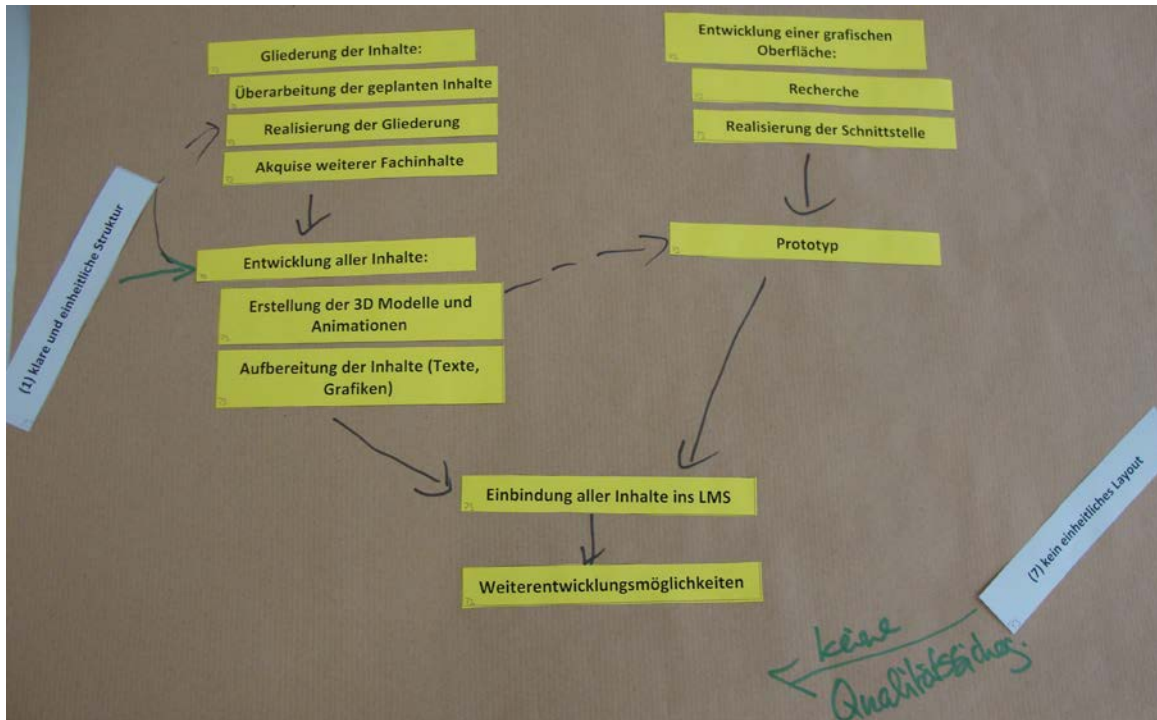 Gliederung der Inhalte:
Überarbeitung der geplanten Inhalte
Realisierung der Gliederung
Akquise weiterer Fachinhalte
Entwicklung einer grafischen
Oberfläche:
Recherche
Realisierung der Schnittstelle
(1) klare und einheitliche Struktur
Entwicklung aller Inhalte:
Erstellung der 3D Modelle und
Animationen
Aufbereitung der Inhalte (Texte,
Grafiken)
Prototyp
Einbindung aller Inhalte ins LMS
Weiterentwicklungsmöglichkeiten
(7) kein einheitliches Layout
keine